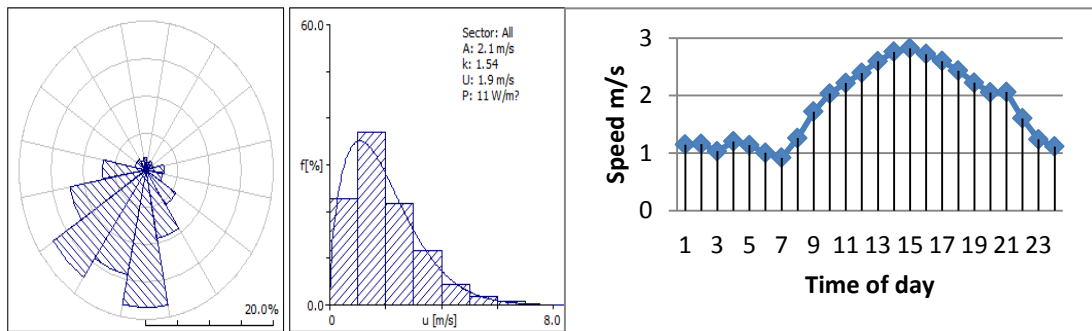 20.0%
60.0
Sector: All
A: 2.1 m/s
k: 1.54
U: 1.9 m/s
P: 11 W/m?
f[%]
0.0
u [m/s]
8.0
3
2
1
0
Speed m/s
1 3 5 7 9 11 13 15 17 19 21 23
Time of day